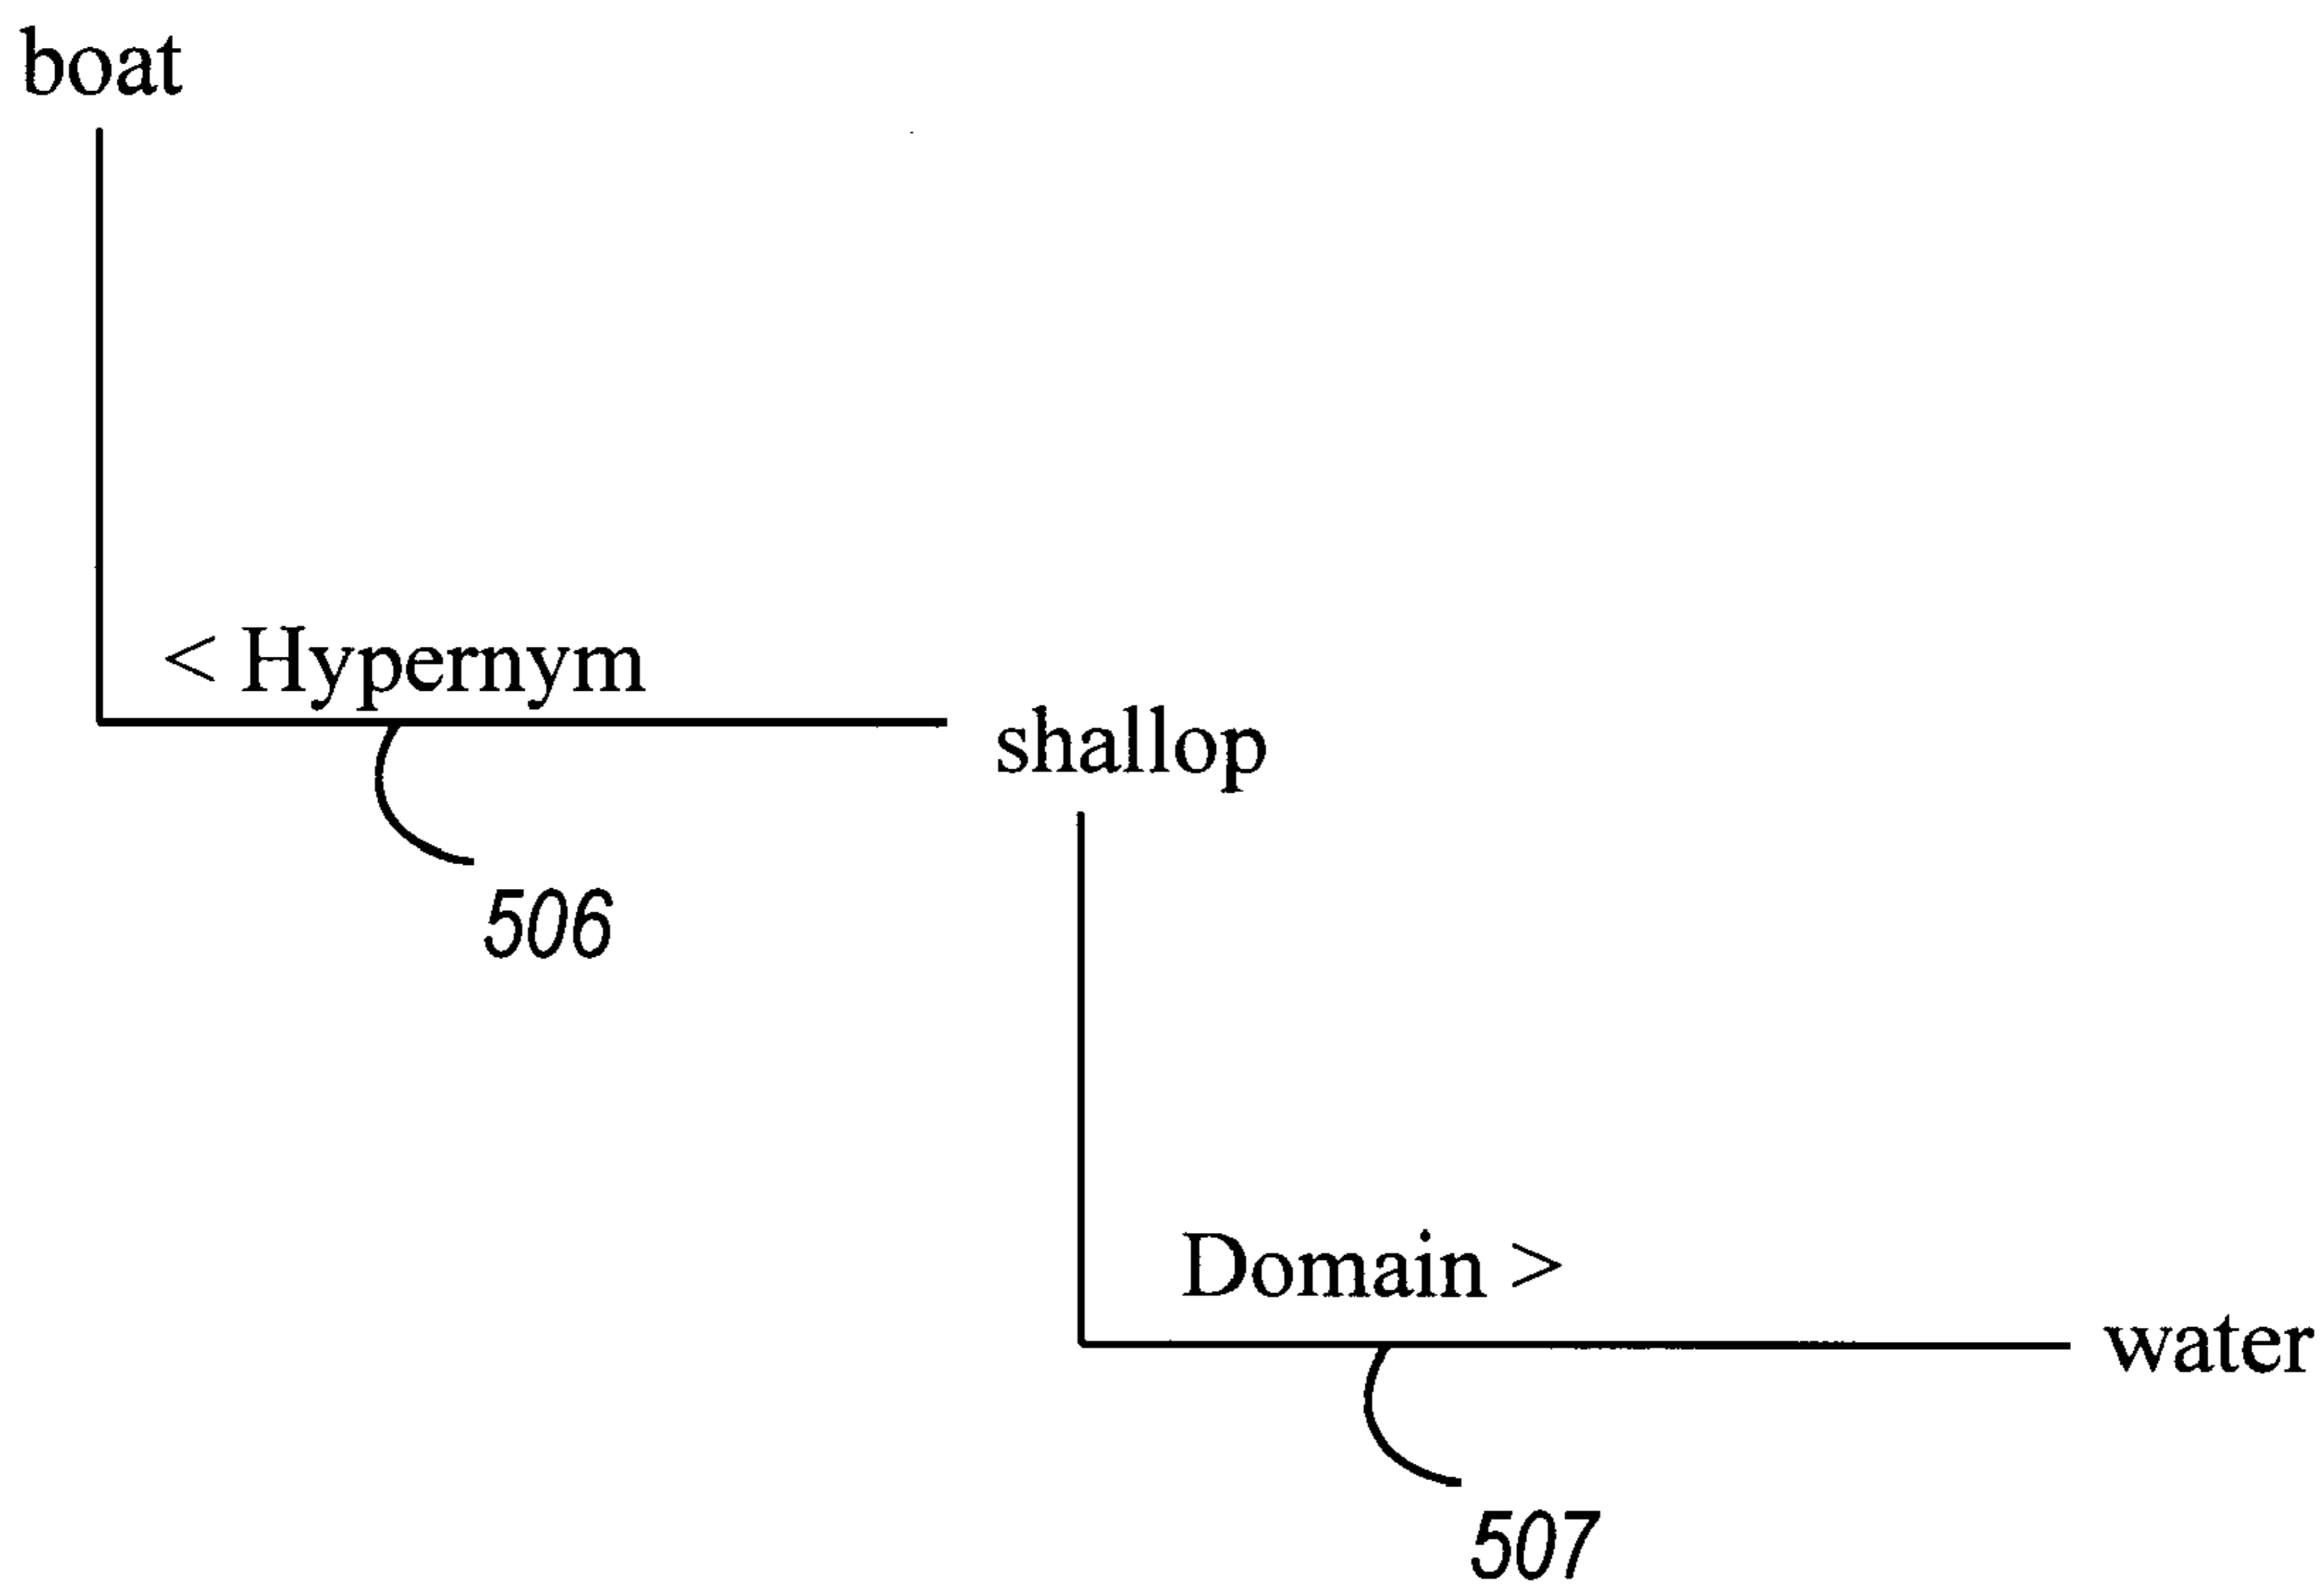 boat
< Hypernym
shallop
506
Domain >
water
507